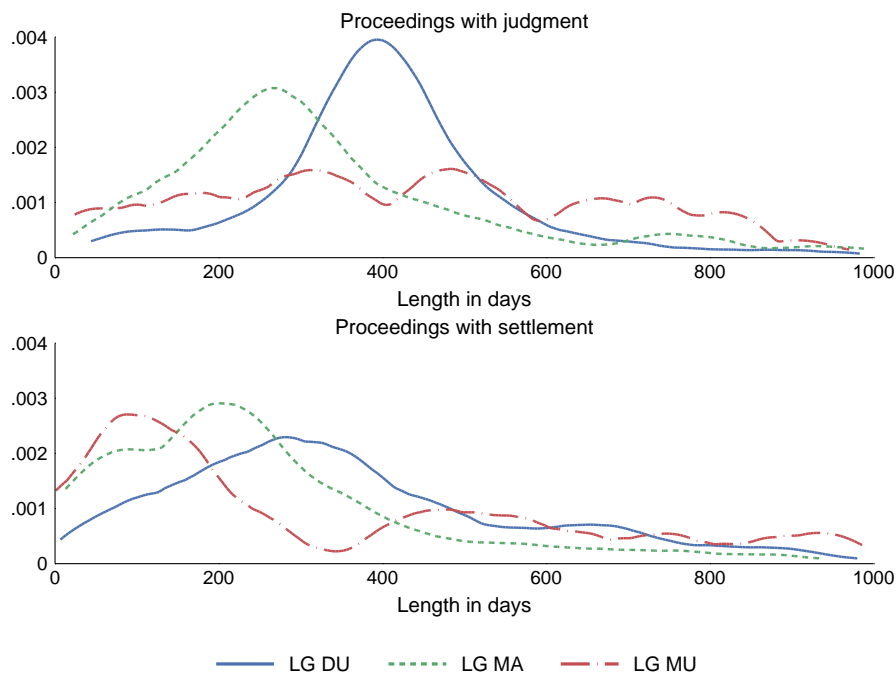 Proceedings with judgment
.004
.003
.002
.001
0
0 200 400 600 800 1000
Length in days
Proceedings with settlement
.004
.003
.002
.001
0
0 200 400 600 800 1000
Length in days
LG DU LG MA LG MU